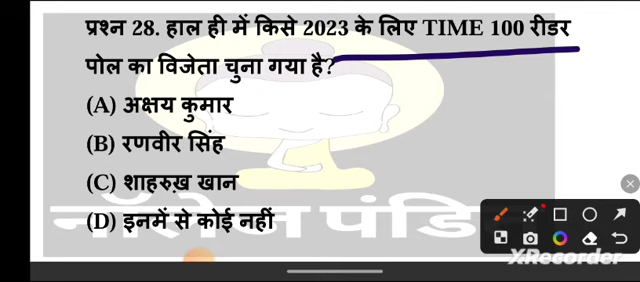 प्रश्न 28. हाल ही में किसे 2023 के लिए TIME 100 रीडर
पोल का विजेता चुना गया है?
(A) अक्षय कुमार
(B) रणवीर सिंह
(C) शाहरुख़ खान
(D) इनमें से कोई नहीं
नॉलेज पंडित
XRecorder